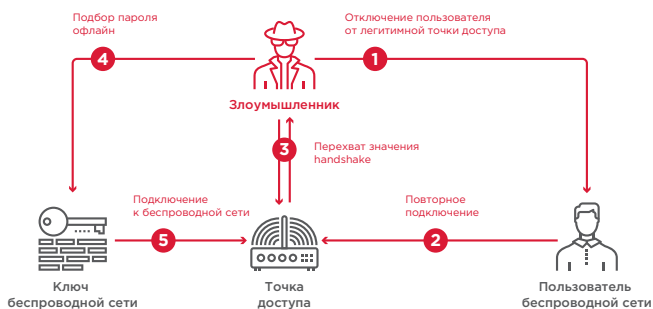 Подбор пароля
офлайн
4
Отключение пользователя
от легитимной точки доступа
1
Злоумышленник
3
Перехват значения
handshake
Подключение
к беспроводной сети
5
Повторное
подключение
2
Ключ
беспроводной сети
Точка
доступа
Пользователь
беспроводной сети